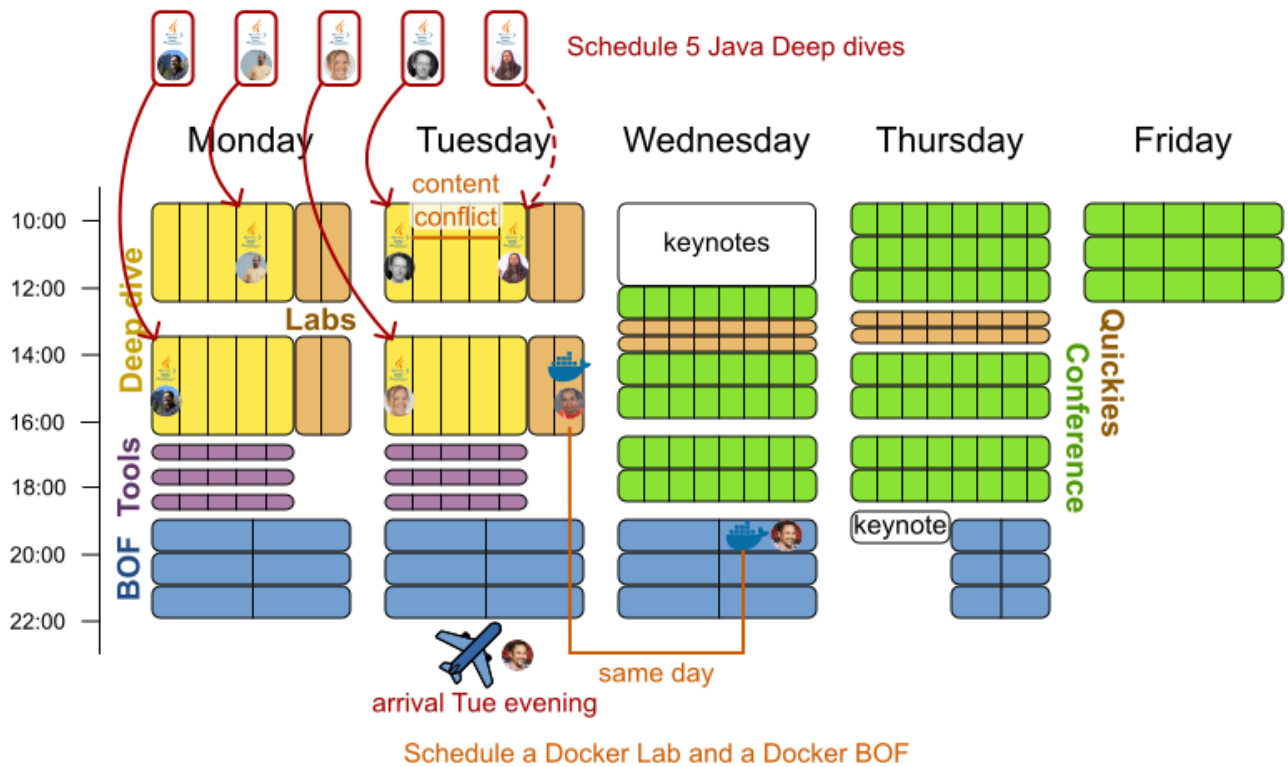 Schedule 5 Java Deep dives
Monday
Tuesday
Wednesday
Thursday
Friday
content
conflict
10:00
12:00
14:00
16:00
18:00
20:00
22:00
Deep dive
Labs
Tools
BOF
keynotes
keynote
Quickies
Conference
same day
arrival Tue evening
Schedule a Docker Lab and a Docker BOF